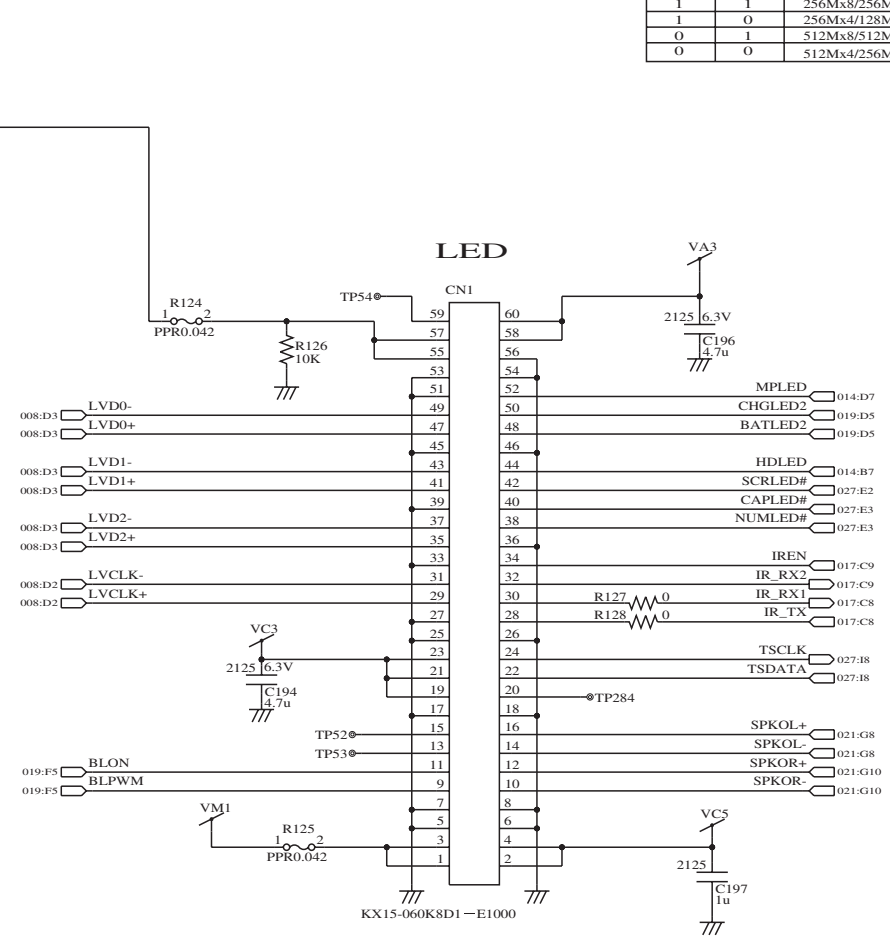 1 1 256Mx8/256M
1 0 256Mx4/128M
0 1 512Mx8/512M
0 0 512Mx4/256M
LED
VA3
CN1
TP54
R124
1 2
PPR0.042
R126
10K
2125 6.3V
C196
4.7u
59 60
57 58
55 56
53 54
51 52 MPLED 014:D7
008:D3 LVD0- 49 50 CHGLED2 019:D5
008:D3 LVD0+ 47 48 BATLED2 019:D5
45 46
008:D3 LVD1- 43 44 HDLED 014:B7
008:D3 LVD1+ 41 42 SCRLED# 027:E2
39 40 CAPLED# 027:E3
008:D3 LVD2- 37 38 NUMLED# 027:E3
008:D3 LVD2+ 35 36
33 34 IREN 017:C9
008:D2 LVCLK- 31 32 IR_RX2 017:C9
008:D2 LVCLK+ 29 30 R127 0 IR_RX1 017:C8
27 28 R128 0 IR_TX 017:C8
VC3
25 26
23 24 TSCLK 027:I8
2125 6.3V
21 22 TSDATA 027:I8
C194
4.7u
19 20 TP284
17 18
TP52 15 16 SPKOL+ 021:G8
TP53 13 14 SPKOL- 021:G8
019:F5 BLON 11 12 SPKOR+ 021:G10
019:F5 BLPWM 9 10 SPKOR- 021:G10
VM1
7 8
VC5
5 6
R125
1 2
PPR0.042
3 4
1 2
2125
C197
1u
KX15-060K8D1－E1000